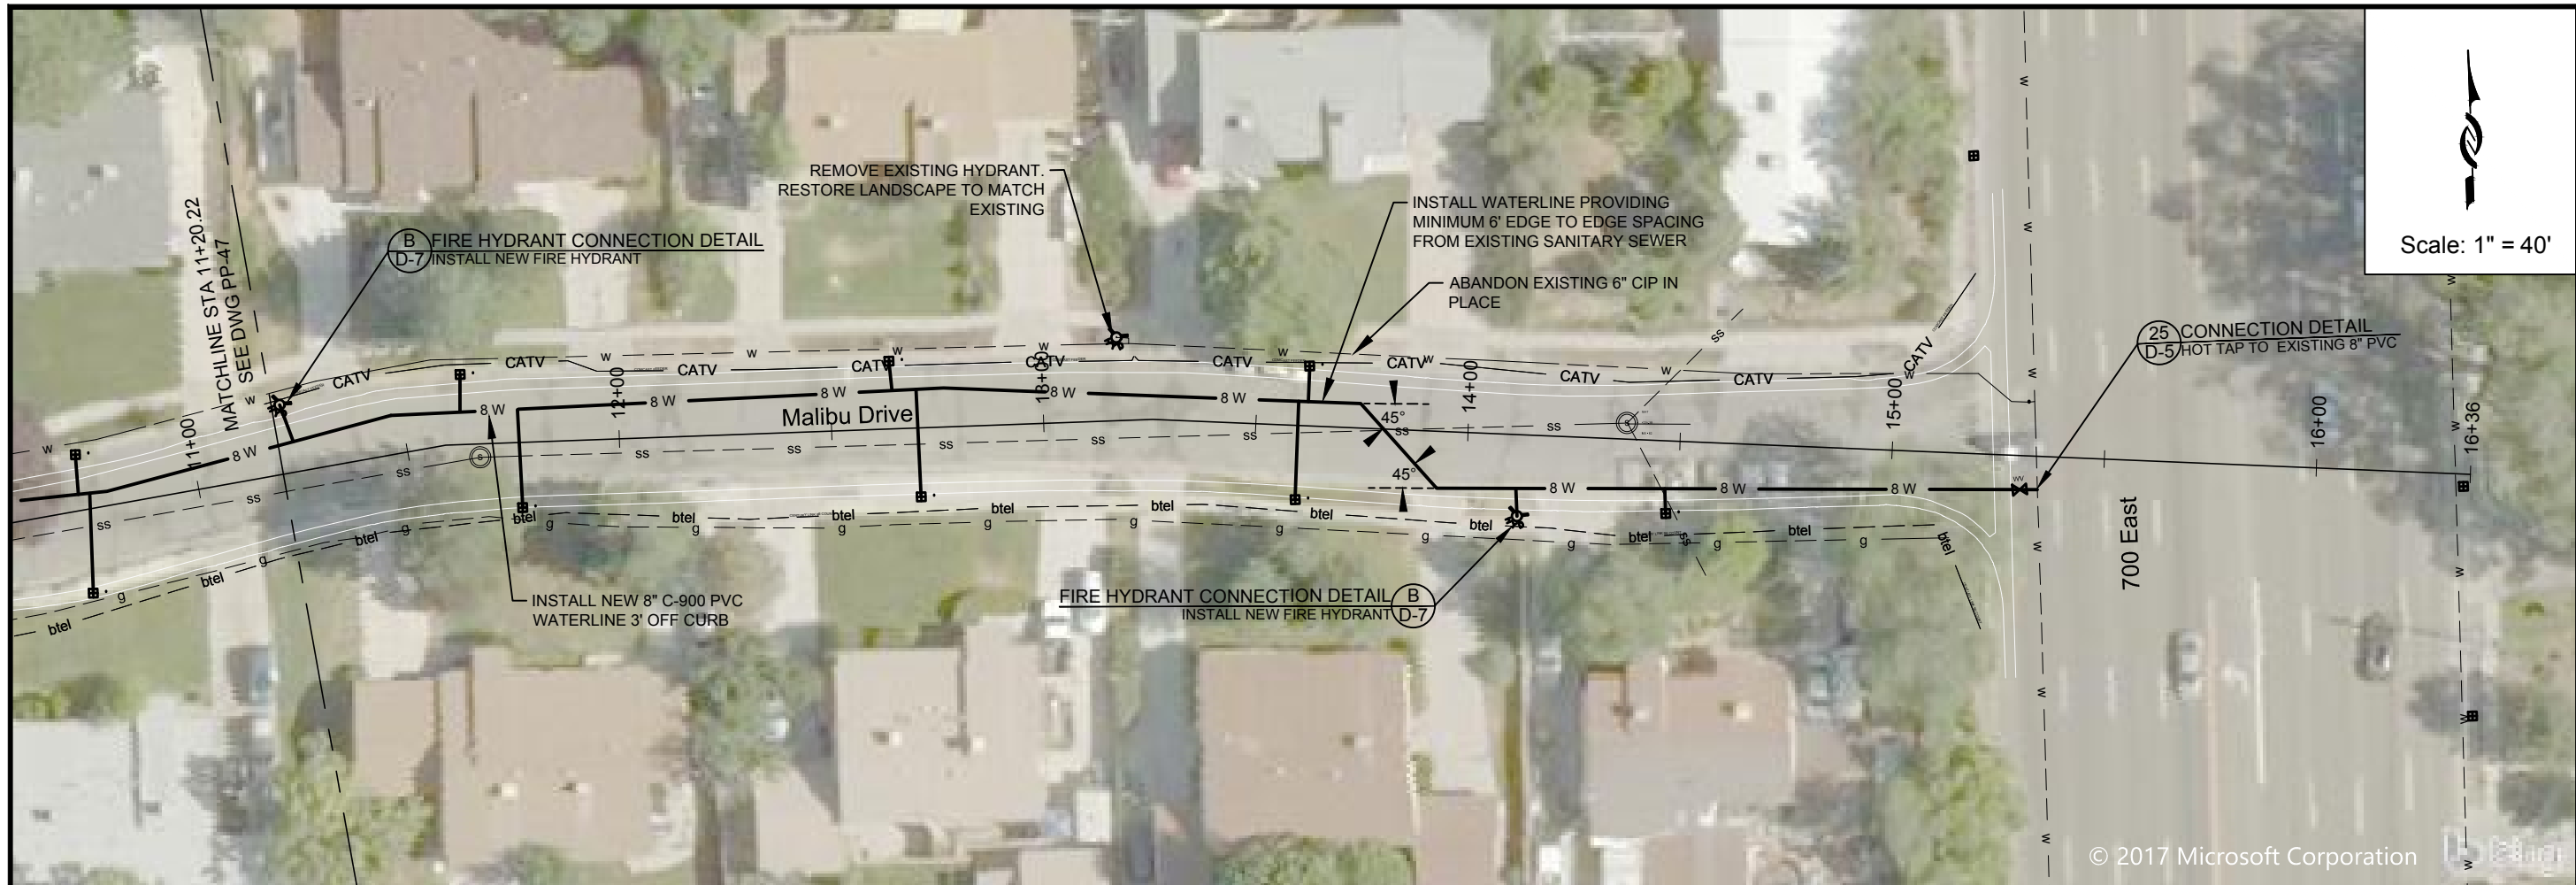 REMOVE EXISTING HYDRANT.
RESTORE LANDSCAPE TO MATCH
EXISTING
INSTALL WATERLINE PROVIDING
MINIMUM 6' EDGE TO EDGE SPACING
FROM EXISTING SANITARY SEWER
Scale: 1" = 40'
MATCHLINE STA 11+20.22
SEE DWG PP-47
B
D-7
FIRE HYDRANT CONNECTION DETAIL
INSTALL NEW FIRE HYDRANT
ABANDON EXISTING 6" CIP IN
PLACE
25
D-5
CONNECTION DETAIL
HOT TAP TO EXISTING 8" PVC
w
w
w
w
w
w
w
w
w
CATV
CATV
CATV
CATV
CATV
CATV
CATV
CATV
CATV
11+00
12+00
13+00
14+00
15+00
16+00
16+36
8 W
8 W
8 W
8 W
8 W
8 W
Malibu Drive
45°
45°
ss
ss
ss
ss
ss
ss
ss
ss
ss
ss
ss
ss
S
S
S
8 W
8 W
8 W
WV
btel
btel
btel
btel
btel
btel
btel
btel
btel
btel
btel
btel
btel
g
g
g
g
g
g
g
g
g
g
g
g
g
INSTALL NEW 8" C-900 PVC
WATERLINE 3' OFF CURB
FIRE HYDRANT CONNECTION DETAIL
INSTALL NEW FIRE HYDRANT
B
D-7
700 East
w
w
w
w
w
w
w
w
w
w
w
© 2017 Microsoft Corporation